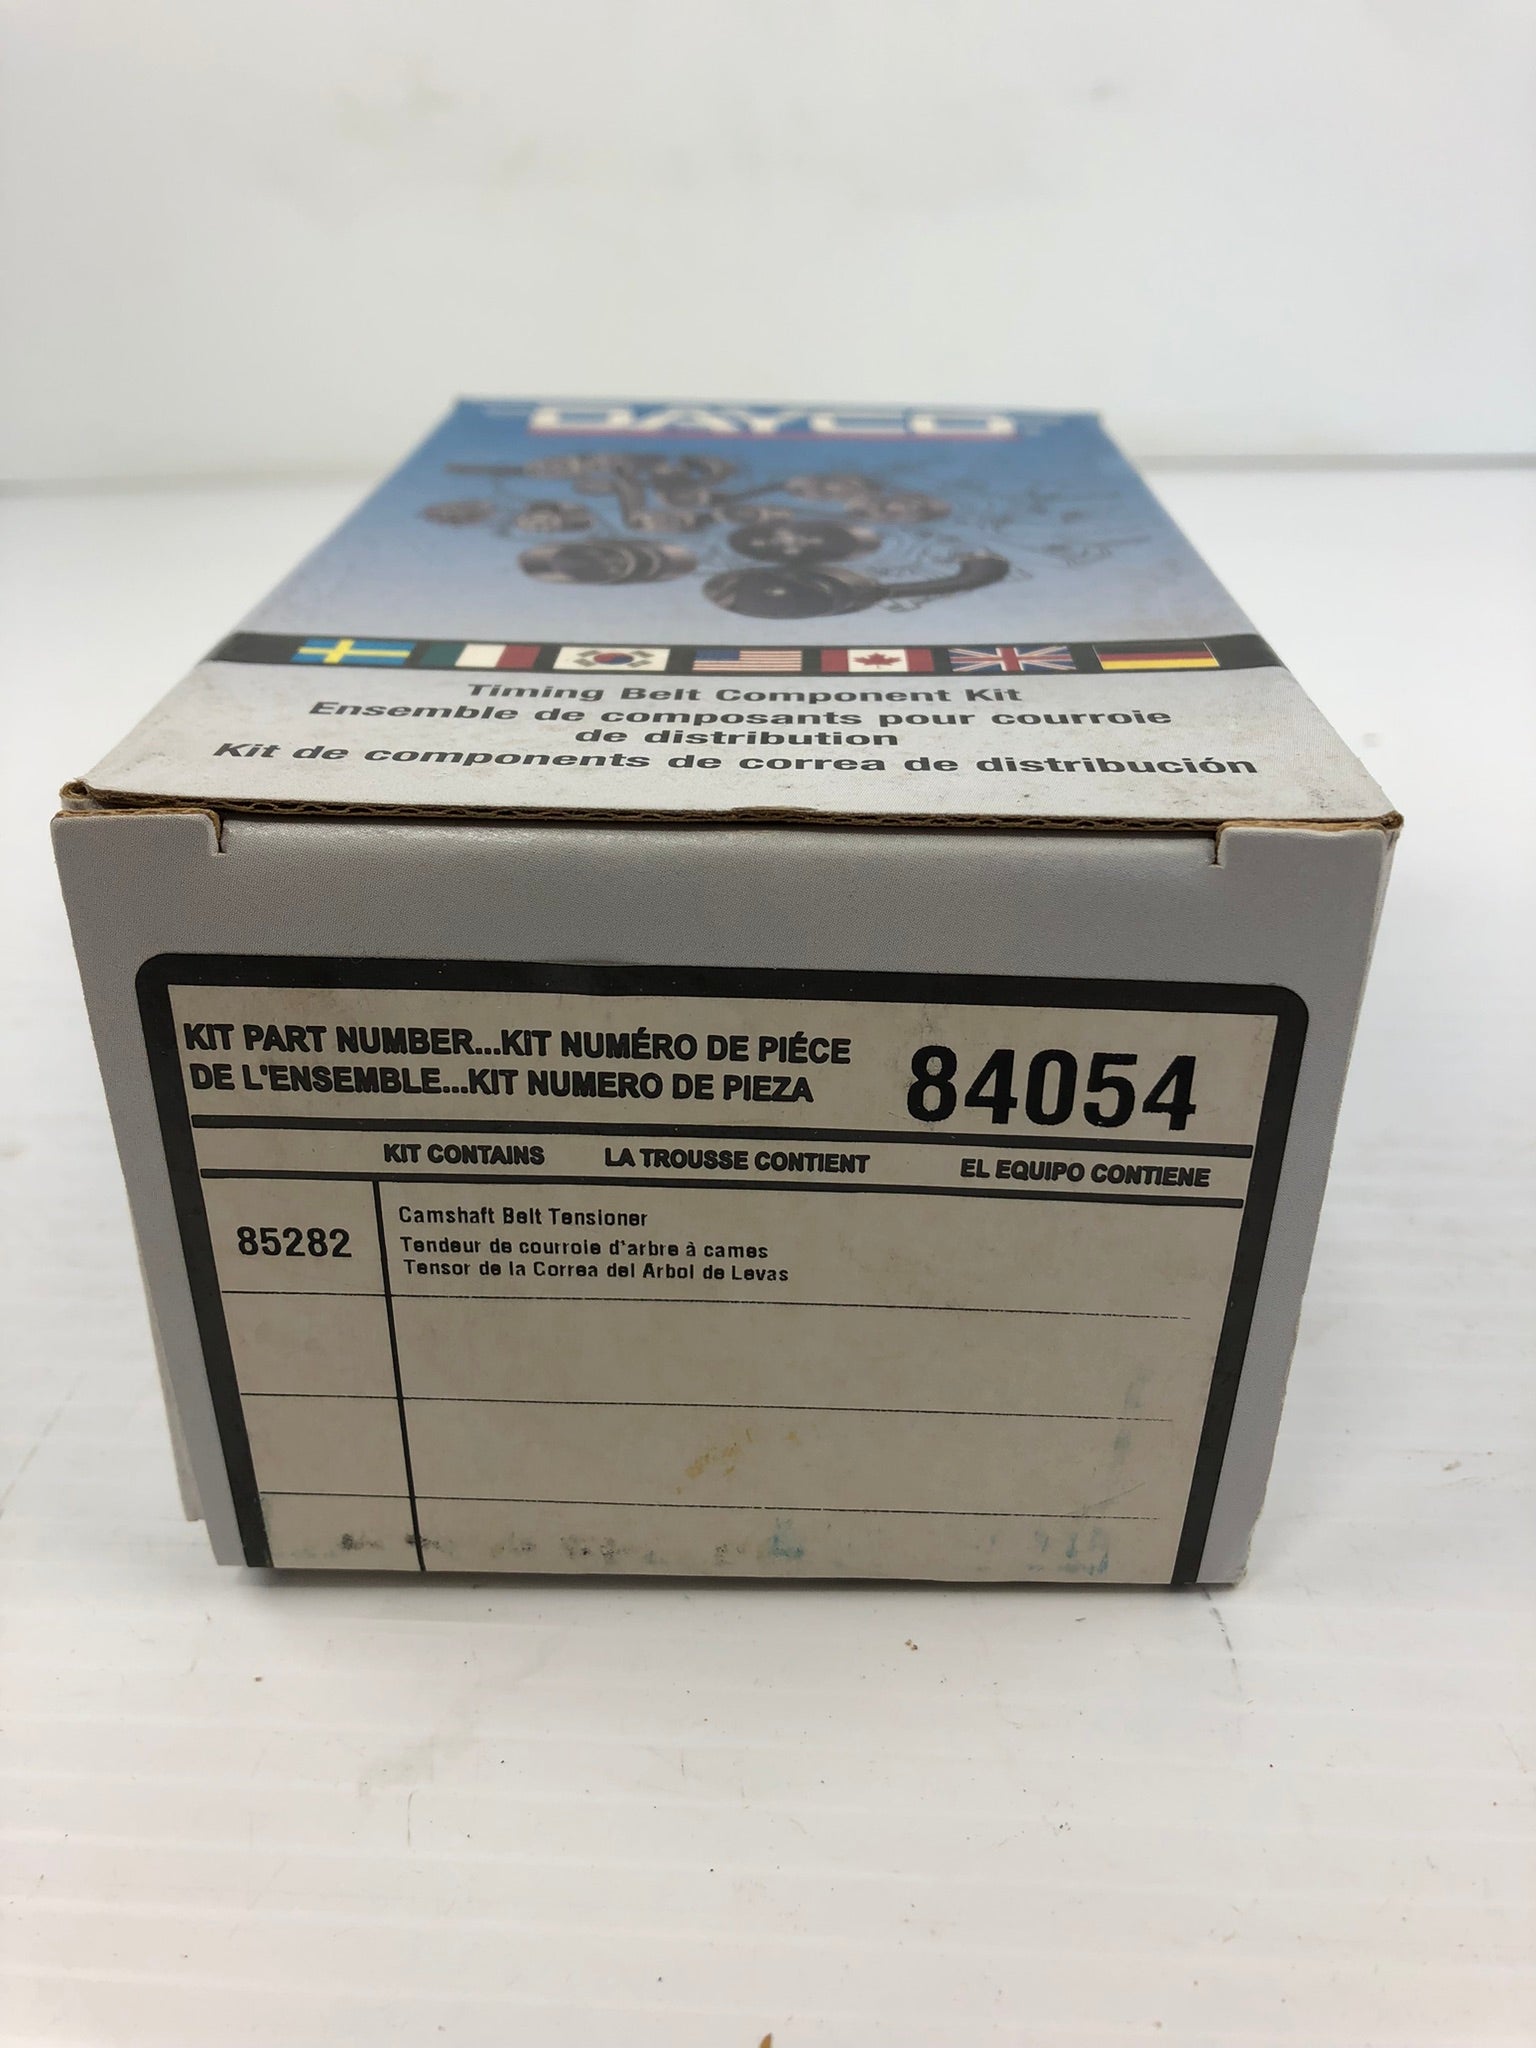 DAYCO
Timing Belt Component Kit
Ensemble de composants pour courroie
de distribution
Kit de componentes de correa de distribución
KIT PART NUMBER...KIT NUMÉRO DE PIÉCE
DE L'ENSEMBLE...KIT NUMERO DE PIEZA
84054
KIT CONTAINS LA TROUSSE CONTIENT EL EQUIPO CONTIENE
85282
Camshaft Belt Tensioner
Tendeur de courroie d'arbre à cames
Tensor de la Correa del Arbol de Levas